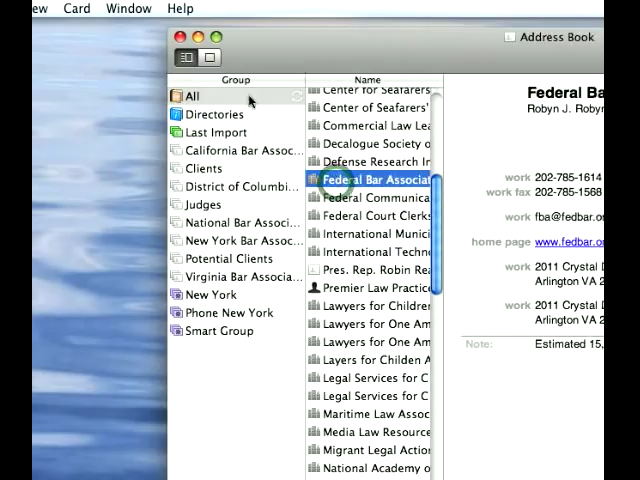 ew Card Window Help
Address Book
Group
Name
All
Directories
Last Import
California Bar Assoc...
Clients
District of Columbi...
Judges
National Bar Associ...
New York Bar Assoc...
Potential Clients
Virginia Bar Associa...
New York
Phone New York
Smart Group
Center for Seafarers'
Center of Seafarers'
Commercial Law Lea
Decalogue Society o
Defense Research In
Federal Bar Associat
Federal Communica
Federal Court Clerks
International Munici
International Techno
Pres. Rep. Robin Rea
Premier Law Practice
Lawyers for Childre
Lawyers for One Am
Lawyers for One Am
Layers for Childen A
Legal Services for C
Legal Services for C
Maritime Law Assoc
Media Law Resource
Migrant Legal Action
National Academy o
Federal Ba
Robyn J. Robyn
work 202-785-1614
work fax 202-785-1568
work fba@fedbar.or
home page www.fedbar.or
work 2011 Crystal D
Arlington VA 2
work 2011 Crystal D
Arlington VA 2
Note: Estimated 15,